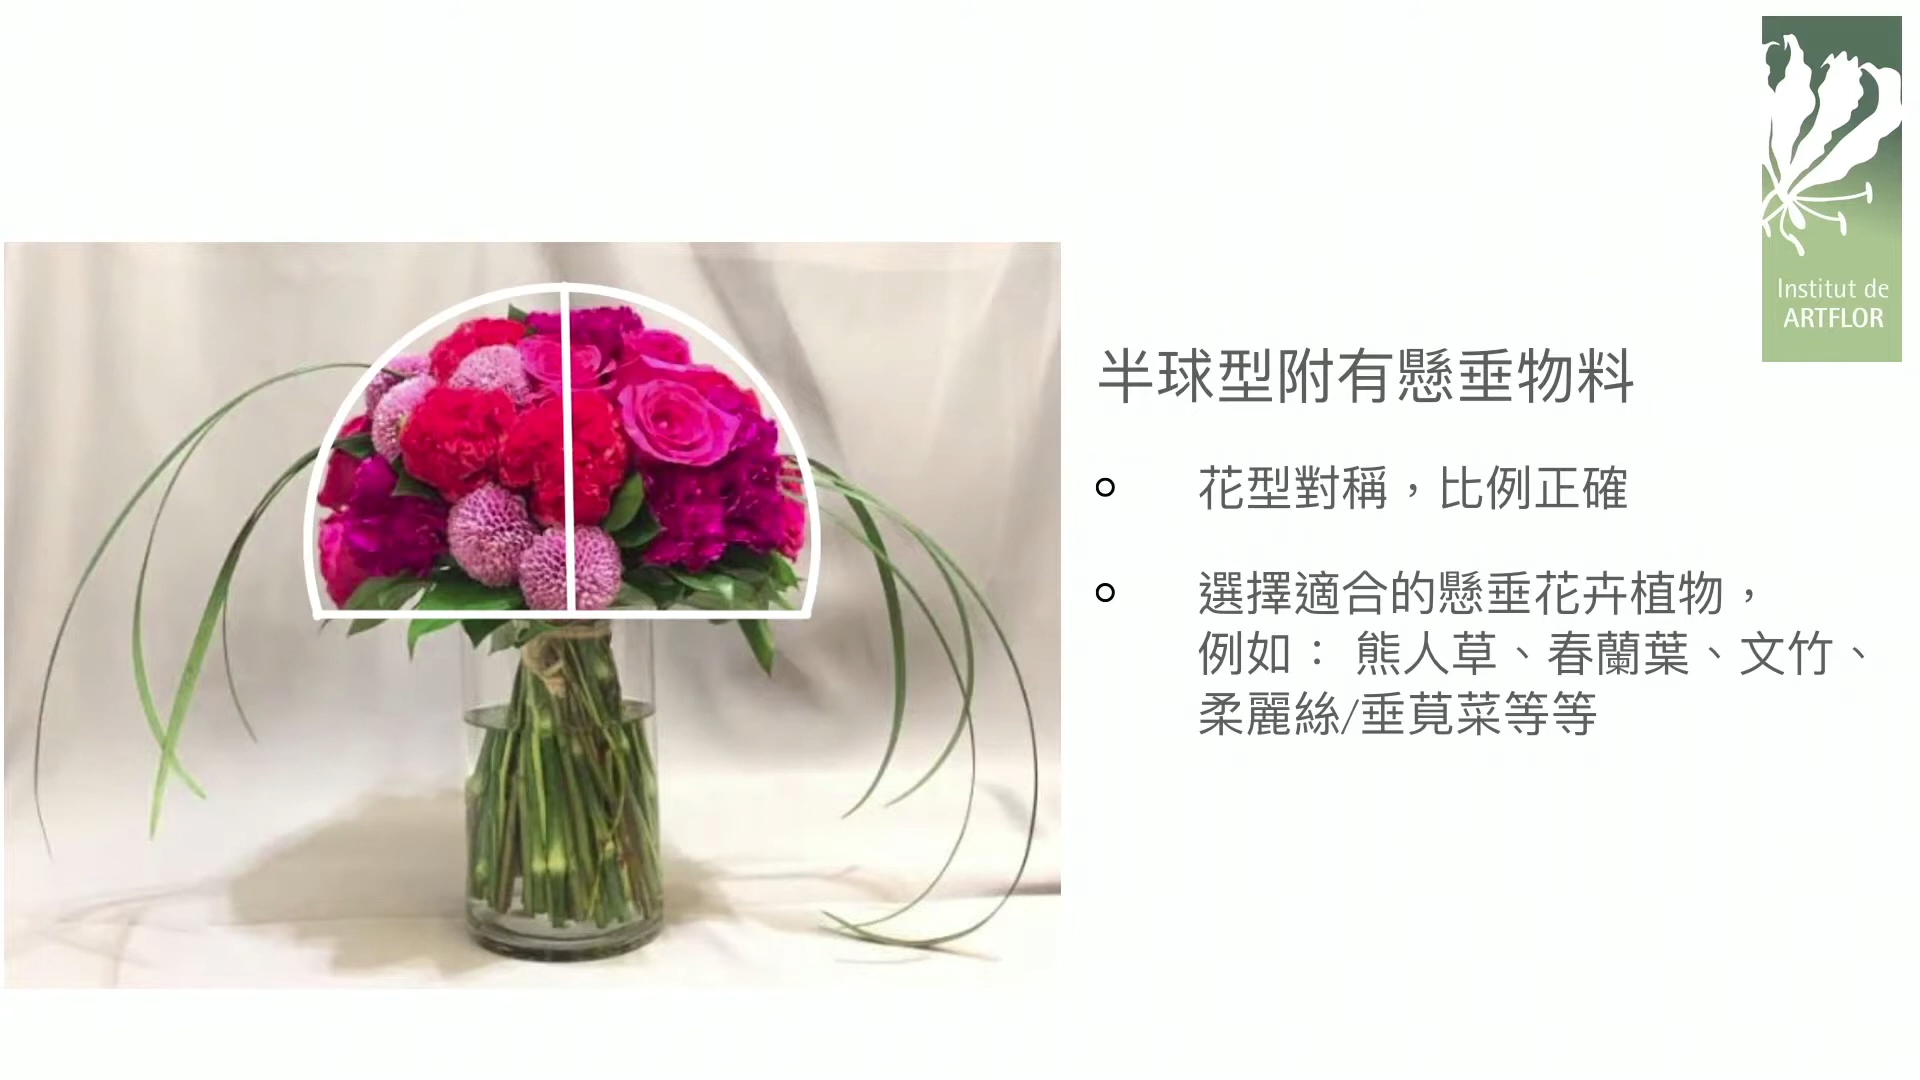 Institut de
ARTFLOR
半球型附有懸垂物料
花型對稱，比例正確
選擇適合的懸垂花卉植物，
例如： 熊人草、春蘭葉、文竹、
柔麗絲/垂莧菜等等